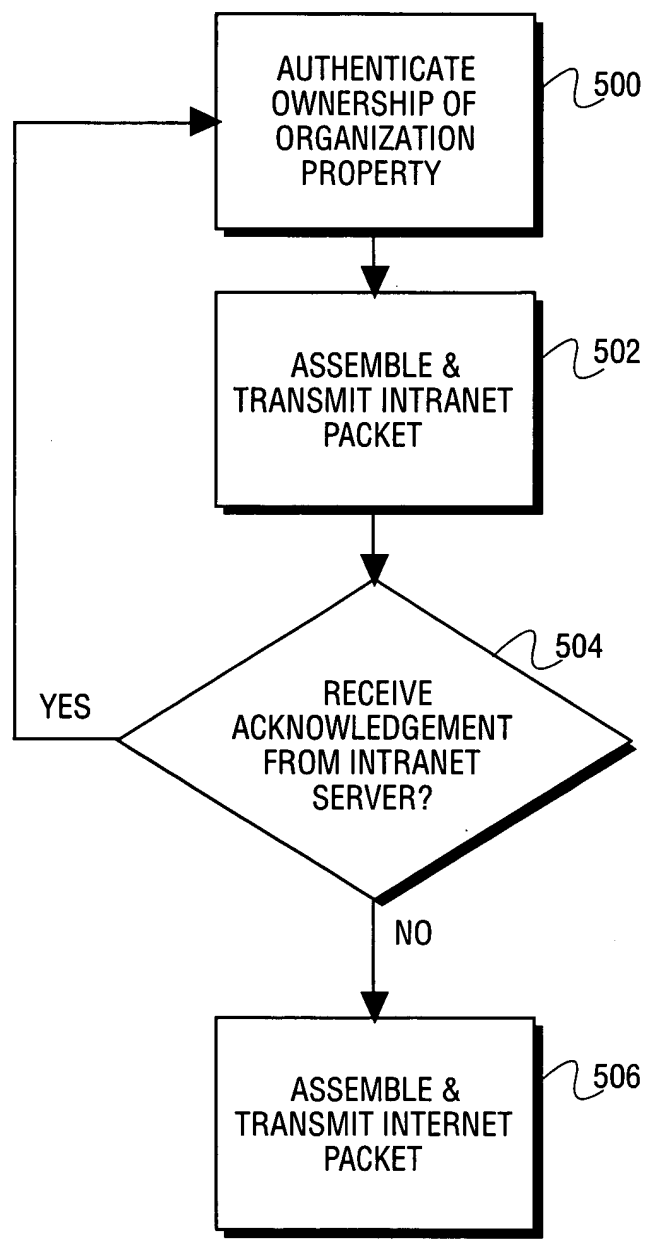 AUTHENTICATE
OWNERSHIP OF
ORGANIZATION
PROPERTY
500
ASSEMBLE &
TRANSMIT INTRANET
PACKET
502
504
RECEIVE
ACKNOWLEDGEMENT
FROM INTRANET
SERVER?
YES
NO
ASSEMBLE &
TRANSMIT INTERNET
PACKET
506